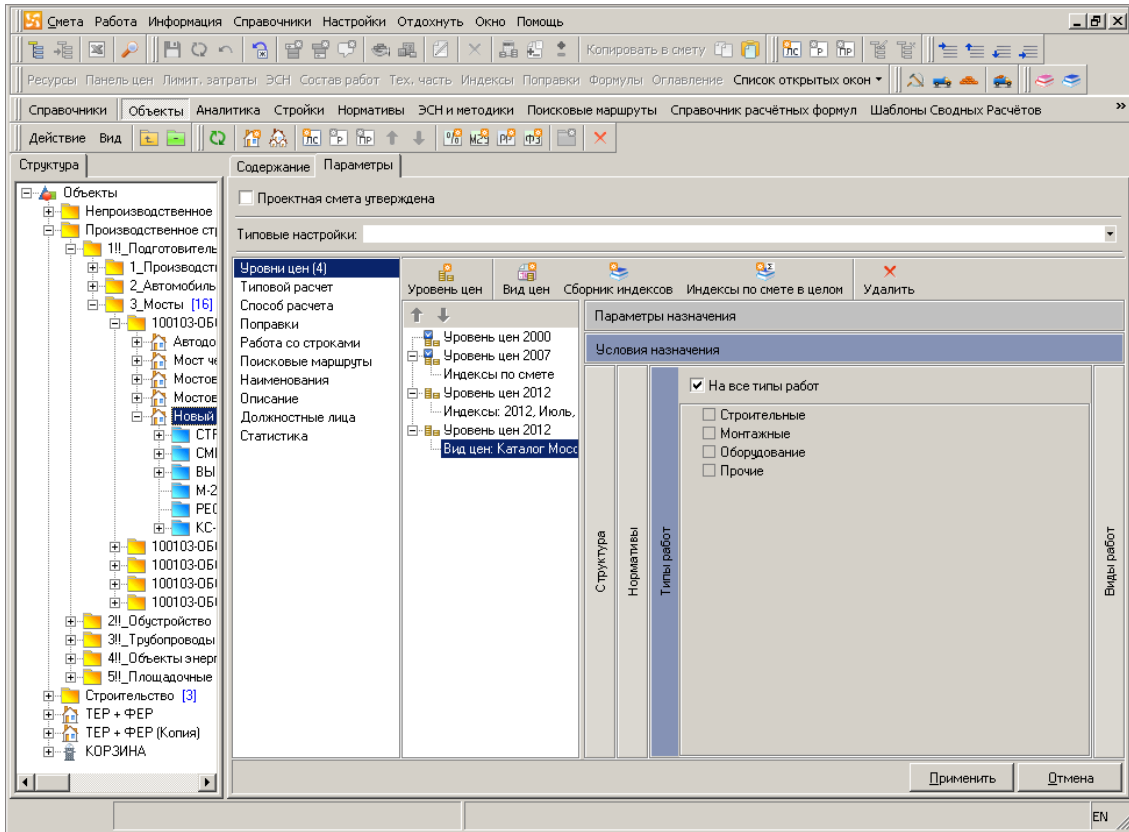 Смета Работа Информация Справочники Настройки Отдохнуть Окно Помощь
Копировать в смету
Ресурсы Панель цен Лимит. затраты ЭСН Состав работ Тех. часть Индексы Поправки Формулы Оглавление Список открытых окон
Справочники Объекты Аналитика Стройки Нормативы ЭСН и методики Поисковые маршруты Справочник расчётных формул Шаблоны Сводных Расчётов »
Действие Вид
Структура
Содержание Параметры
Объекты
Непроизводственное
Производственное стр
1!!_Подготовитель
1_Производст
2_Автомобиль
3_Мосты [16]
100103-ОБ
Автодо
Мост че
Мостов
Мостов
Новый
СТР
СМ
ВЫ
М-2
РЕС
КС-
100103-ОБ
100103-ОБ
100103-ОБ
100103-ОБ
2!!_Обустройство
3!!_Трубопроводы
4!!_Объекты энерг
5!!_Площадочные
Строительство [3]
ТЕР + ФЕР
ТЕР + ФЕР (Копия)
КОРЗИНА
Проектная смета утверждена
Типовые настройки:
Уровни цен (4)
Типовой расчет
Способ расчета
Поправки
Работа со строками
Поисковые маршруты
Наименования
Описание
Должностные лица
Статистика
Уровень цен Вид цен Сборник индексов Индексы по смете в целом Удалить
Уровень цен 2000
Уровень цен 2007
Индексы по смете
Уровень цен 2012
Индексы: 2012, Июль,
Уровень цен 2012
Вид цен: Каталог Мосс
Параметры назначения
Условия назначения
Структура
Нормативы
Типы работ
На все типы работ
Строительные
Монтажные
Оборудование
Прочие
Виды работ
Применить Отмена
EN